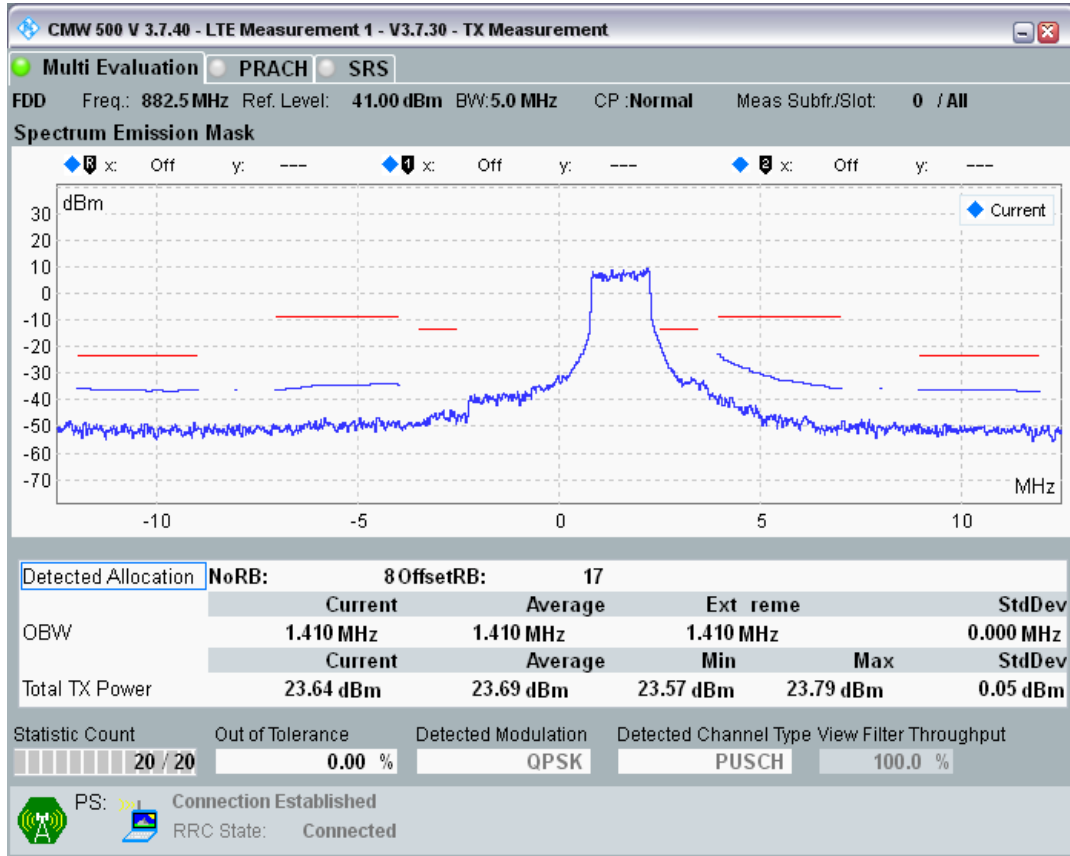 CMW 500 V 3.7.40 - LTE Measurement 1 - V3.7.30 - TX Measurement
Multi Evaluation PRACH SRS
FDD Freq.: 882.5 MHz Ref. Level: 41.00 dBm BW:5.0 MHz CP :Normal Meas Subfr./Slot: 0 / All
Spectrum Emission Mask
R x: Off y: --- 1 x: Off y: --- 2 x: Off y: ---
dBm
Current
30
20
10
0
-10
-20
-30
-40
-50
-60
-70
MHz
-10 -5 0 5 10
Detected Allocation NoRB: 8 OffsetRB: 17
Current Average Ext reme StdDev
OBW 1.410 MHz 1.410 MHz 1.410 MHz 0.000 MHz
Current Average Min Max StdDev
Total TX Power 23.64 dBm 23.69 dBm 23.57 dBm 23.79 dBm 0.05 dBm
Statistic Count Out of Tolerance Detected Modulation Detected Channel Type View Filter Throughput
20 / 20 0.00 % QPSK PUSCH 100.0 %
PS: Connection Established
RRC State: Connected